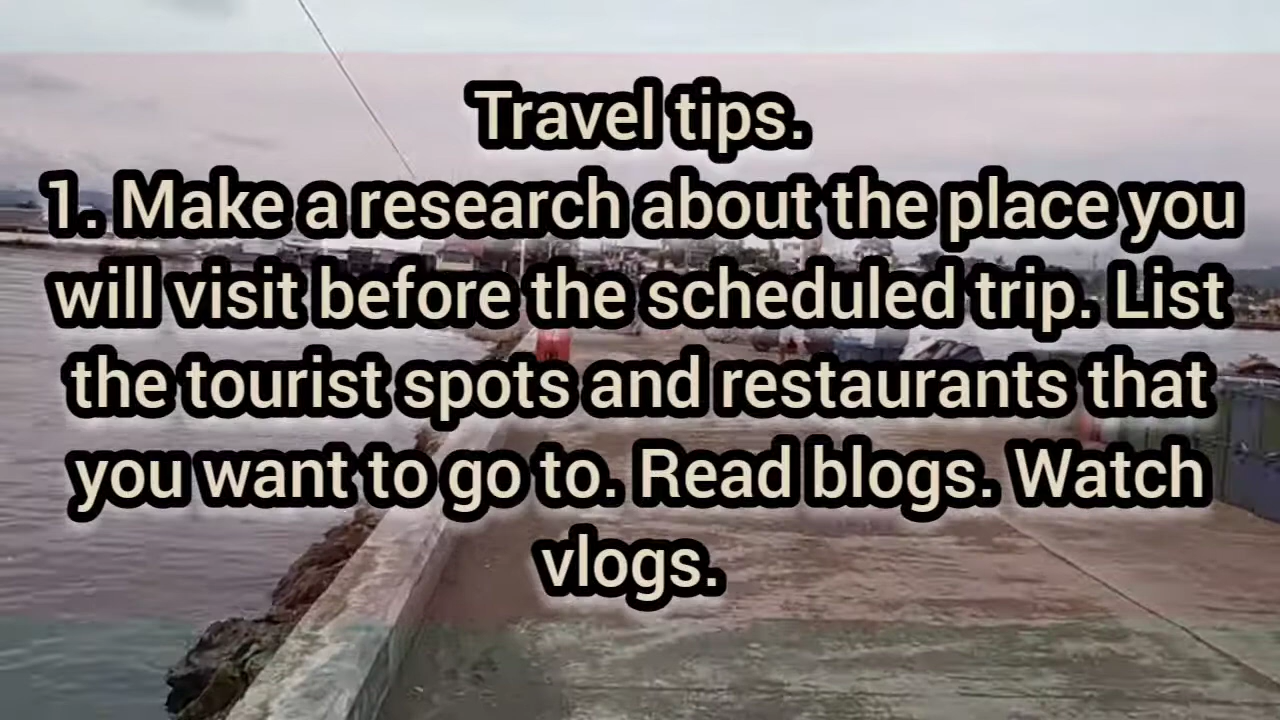 Travel tips.
1. Make a research about the place you
will visit before the scheduled trip. List
the tourist spots and restaurants that
you want to go to. Read blogs. Watch
vlogs.